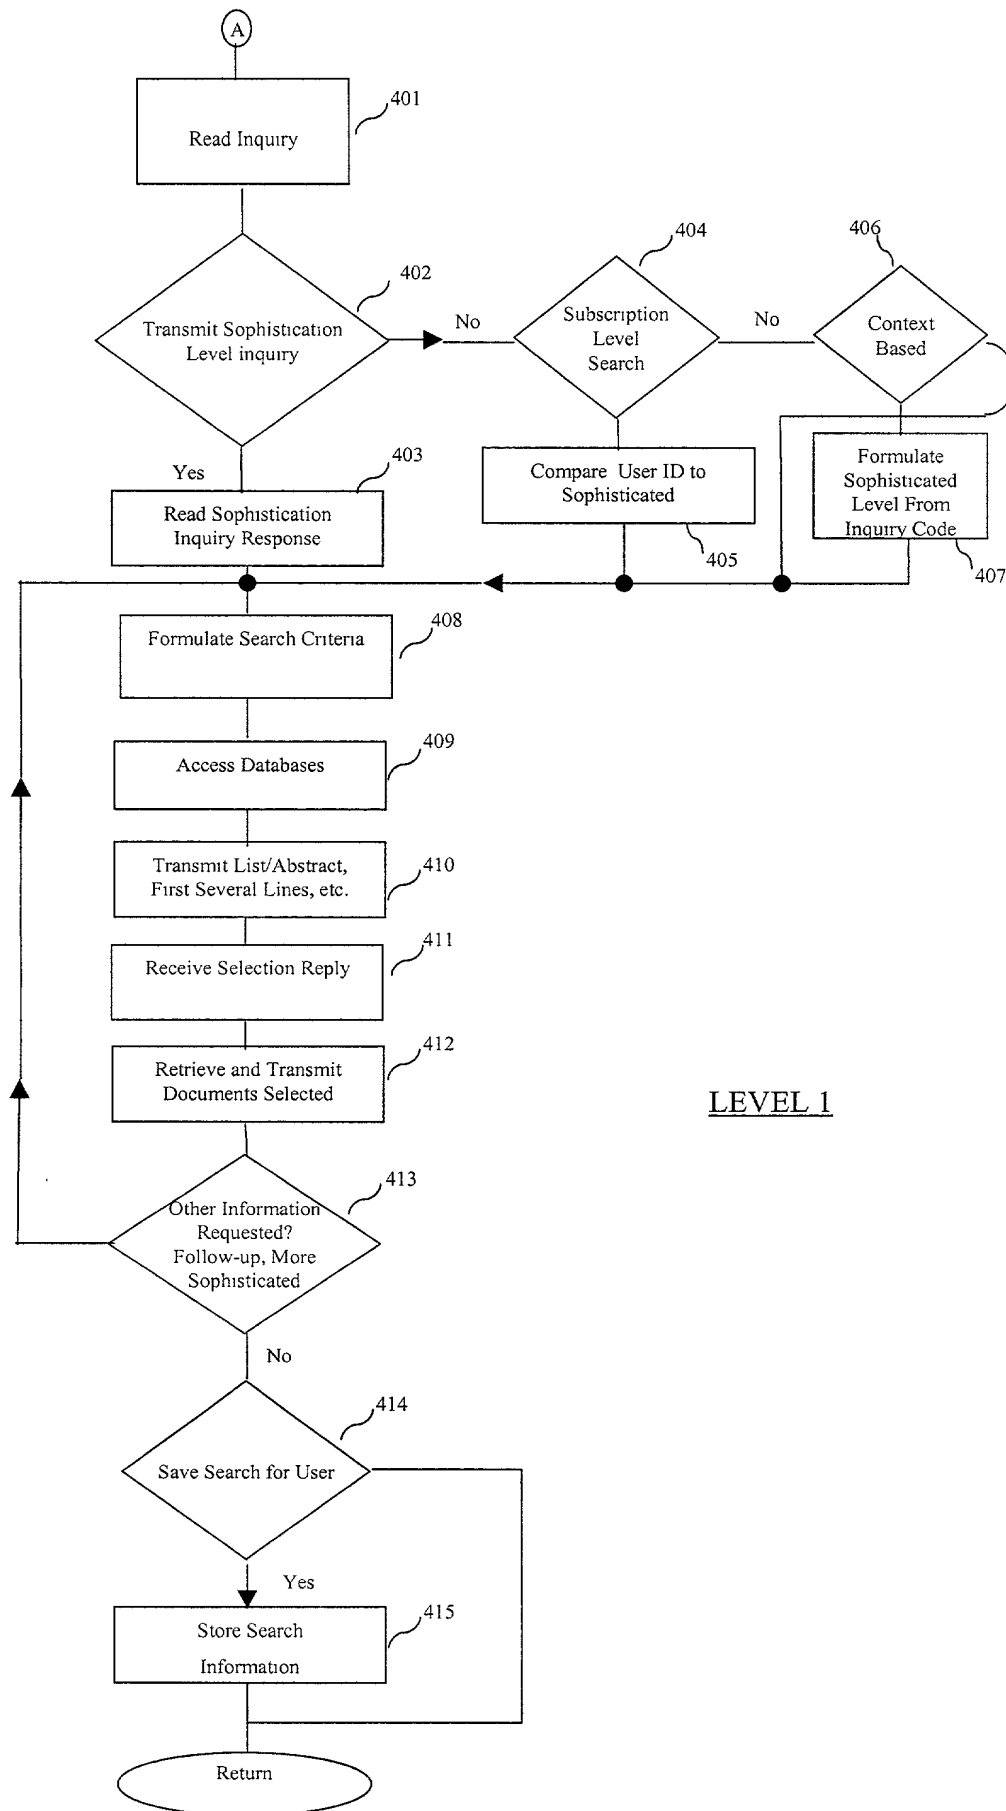 A
401
Read Inquiry
402
Transmit Sophistication
Level inquiry
No
404
Subscription
Level
Search
No
406
Context
Based
Yes
403
Read Sophistication
Inquiry Response
Compare User ID to
Sophisticated
405
Formulate
Sophisticated
Level From
Inquiry Code
407
408
Formulate Search Criteria
409
Access Databases
Transmit List/Abstract,
First Several Lines, etc.
410
411
Receive Selection Reply
412
Retrieve and Transmit
Documents Selected
LEVEL 1
413
Other Information
Requested?
Follow-up, More
Sophisticated
No
414
Save Search for User
Yes
415
Store Search
Information
Return